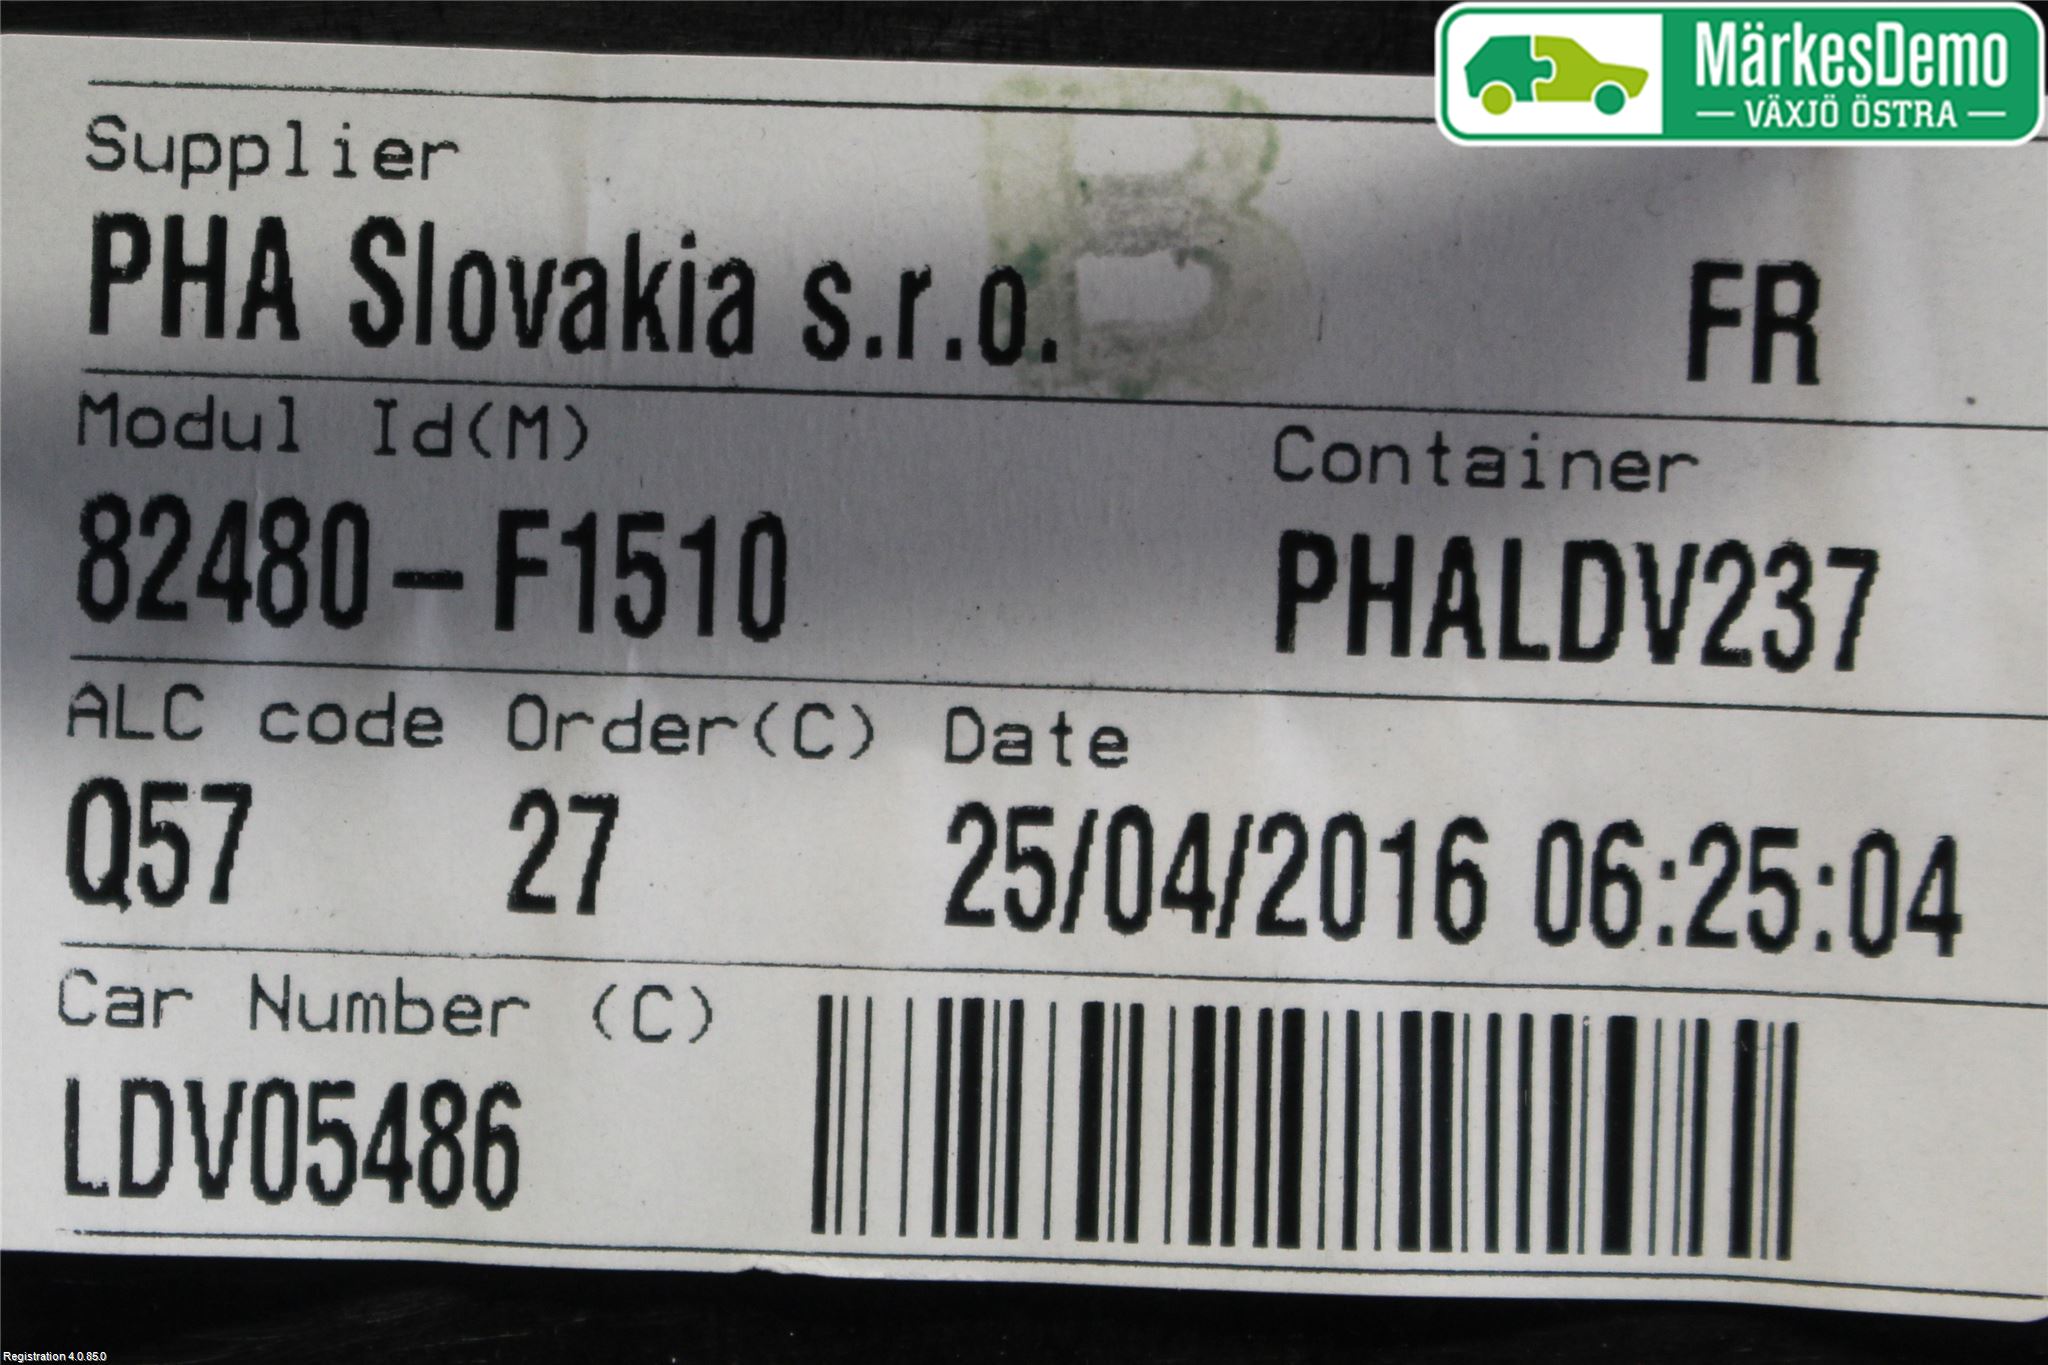 MärkesDemo
VÄXJÖ ÖSTRA
Supplier
PHA Slovakia s.r.o. B FR
Modul Id(M) Container
82480-F1510 PHALDV237
ALC code Order(C) Date
Q57 27 25/04/2016 06:25:04
Car Number (C)
LDV05486
Registration 4.0.85.0